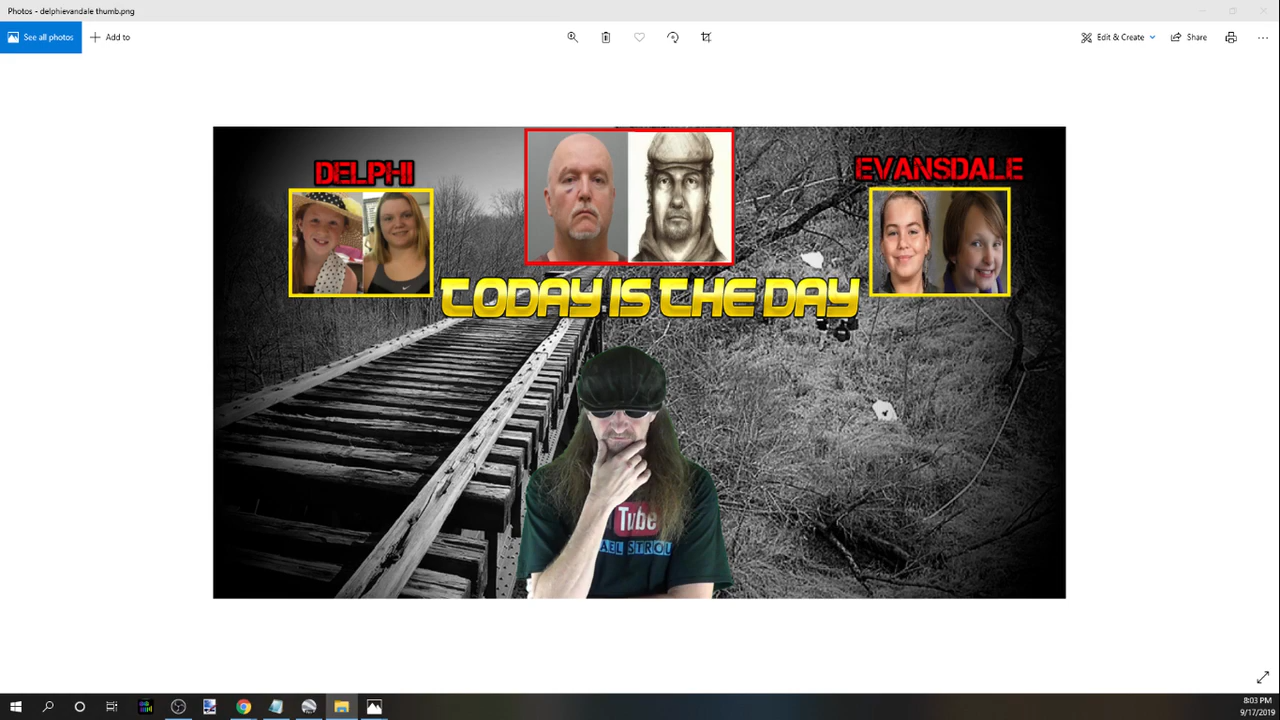 Photos - delphievandale thumb.png
See all photos
Add to
Edit & Create
Share
DELPHI
EVANSDALE
TODAY IS THE DAY
Tube
AEL STROU
8:03 PM
9/17/2019